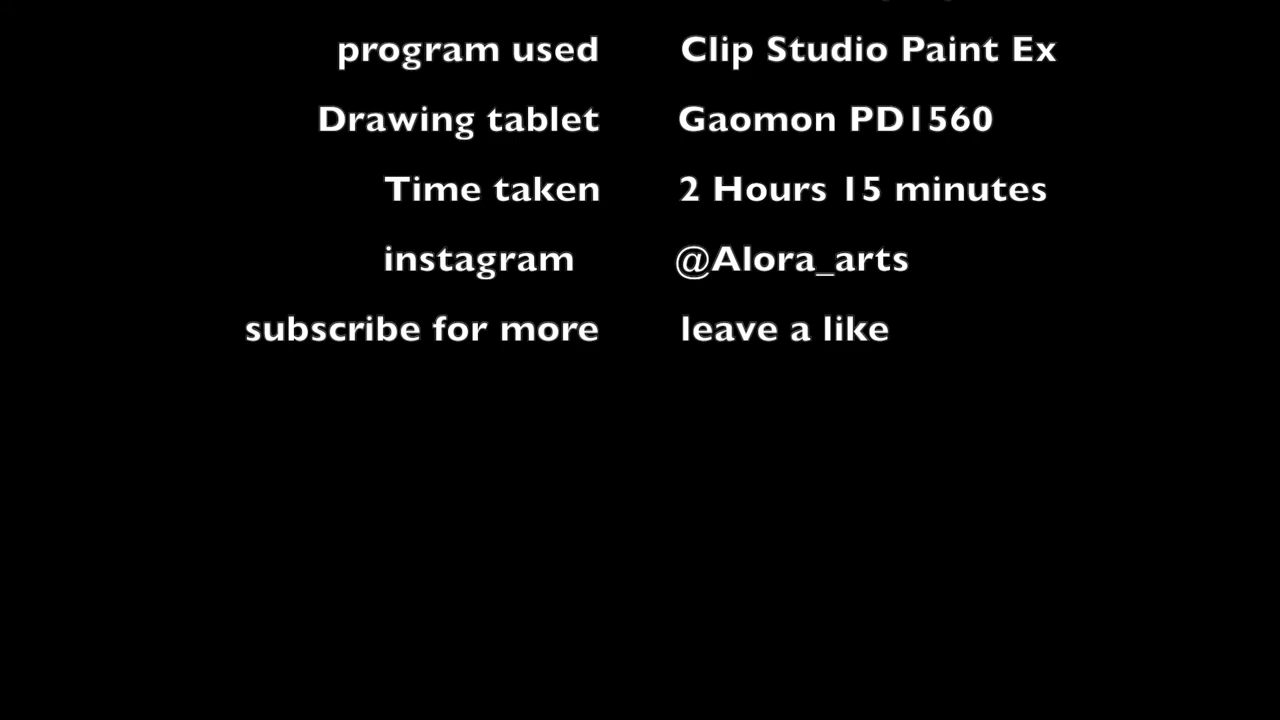 program used Clip Studio Paint Ex
Drawing tablet Gaomon PD1560
Time taken 2 Hours 15 minutes
instagram @Alora_arts
subscribe for more leave a like